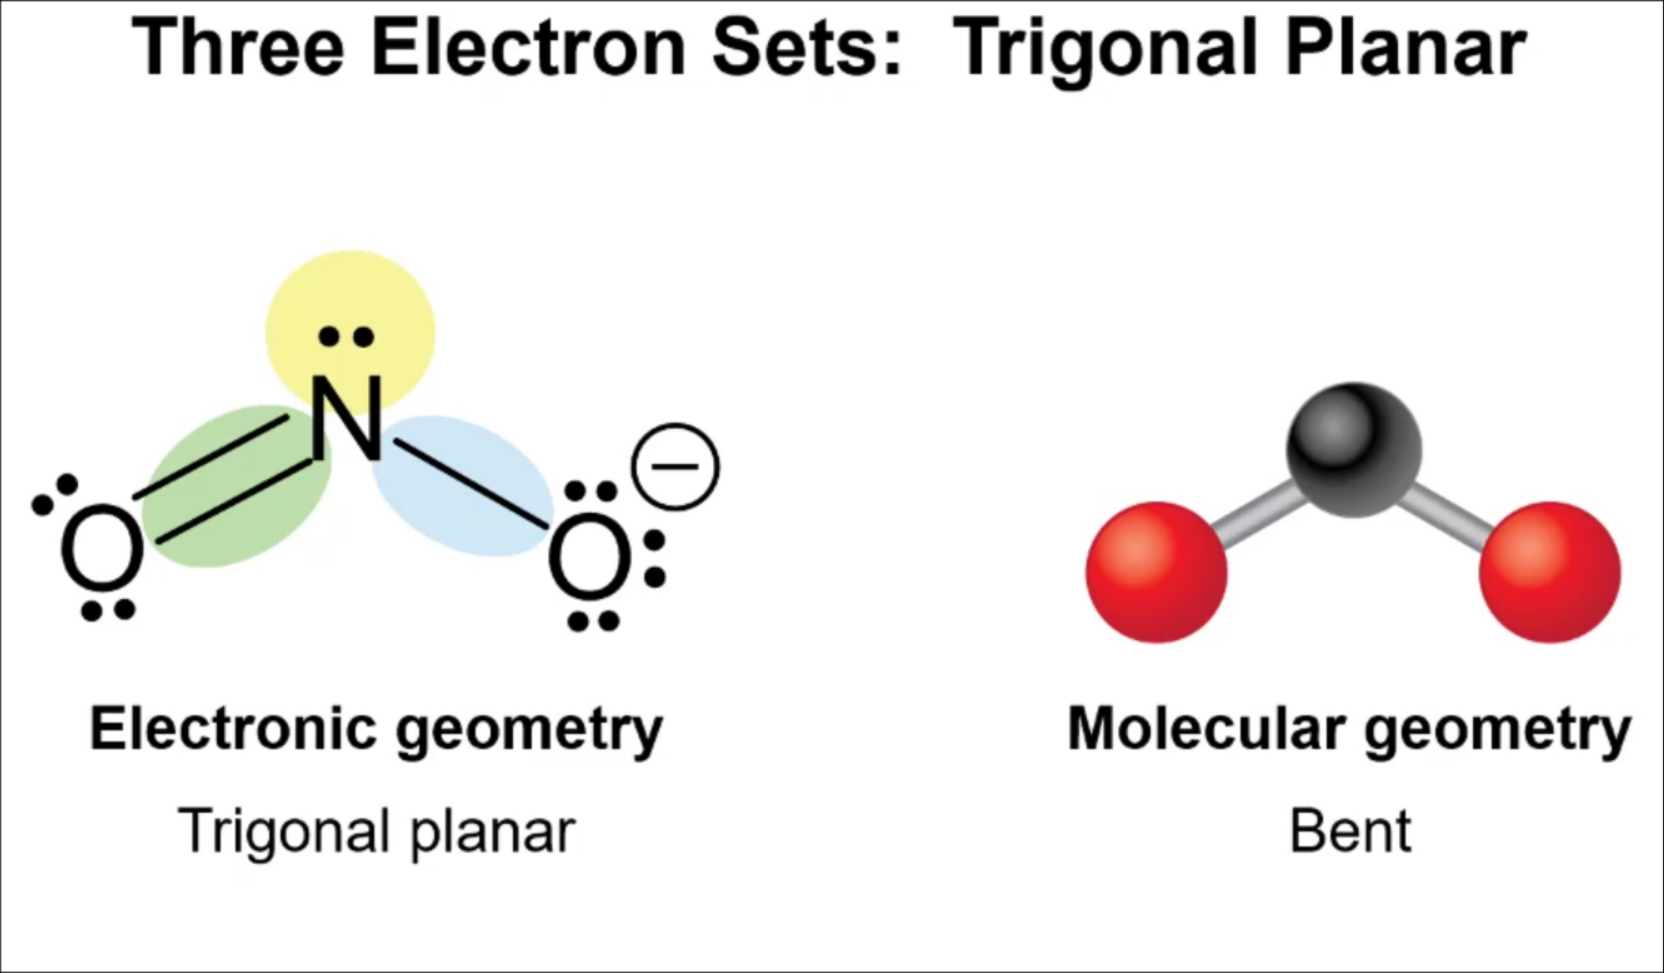 Three Electron Sets: Trigonal Planar
N
O
O
−
Electronic geometry
Trigonal planar
Molecular geometry
Bent